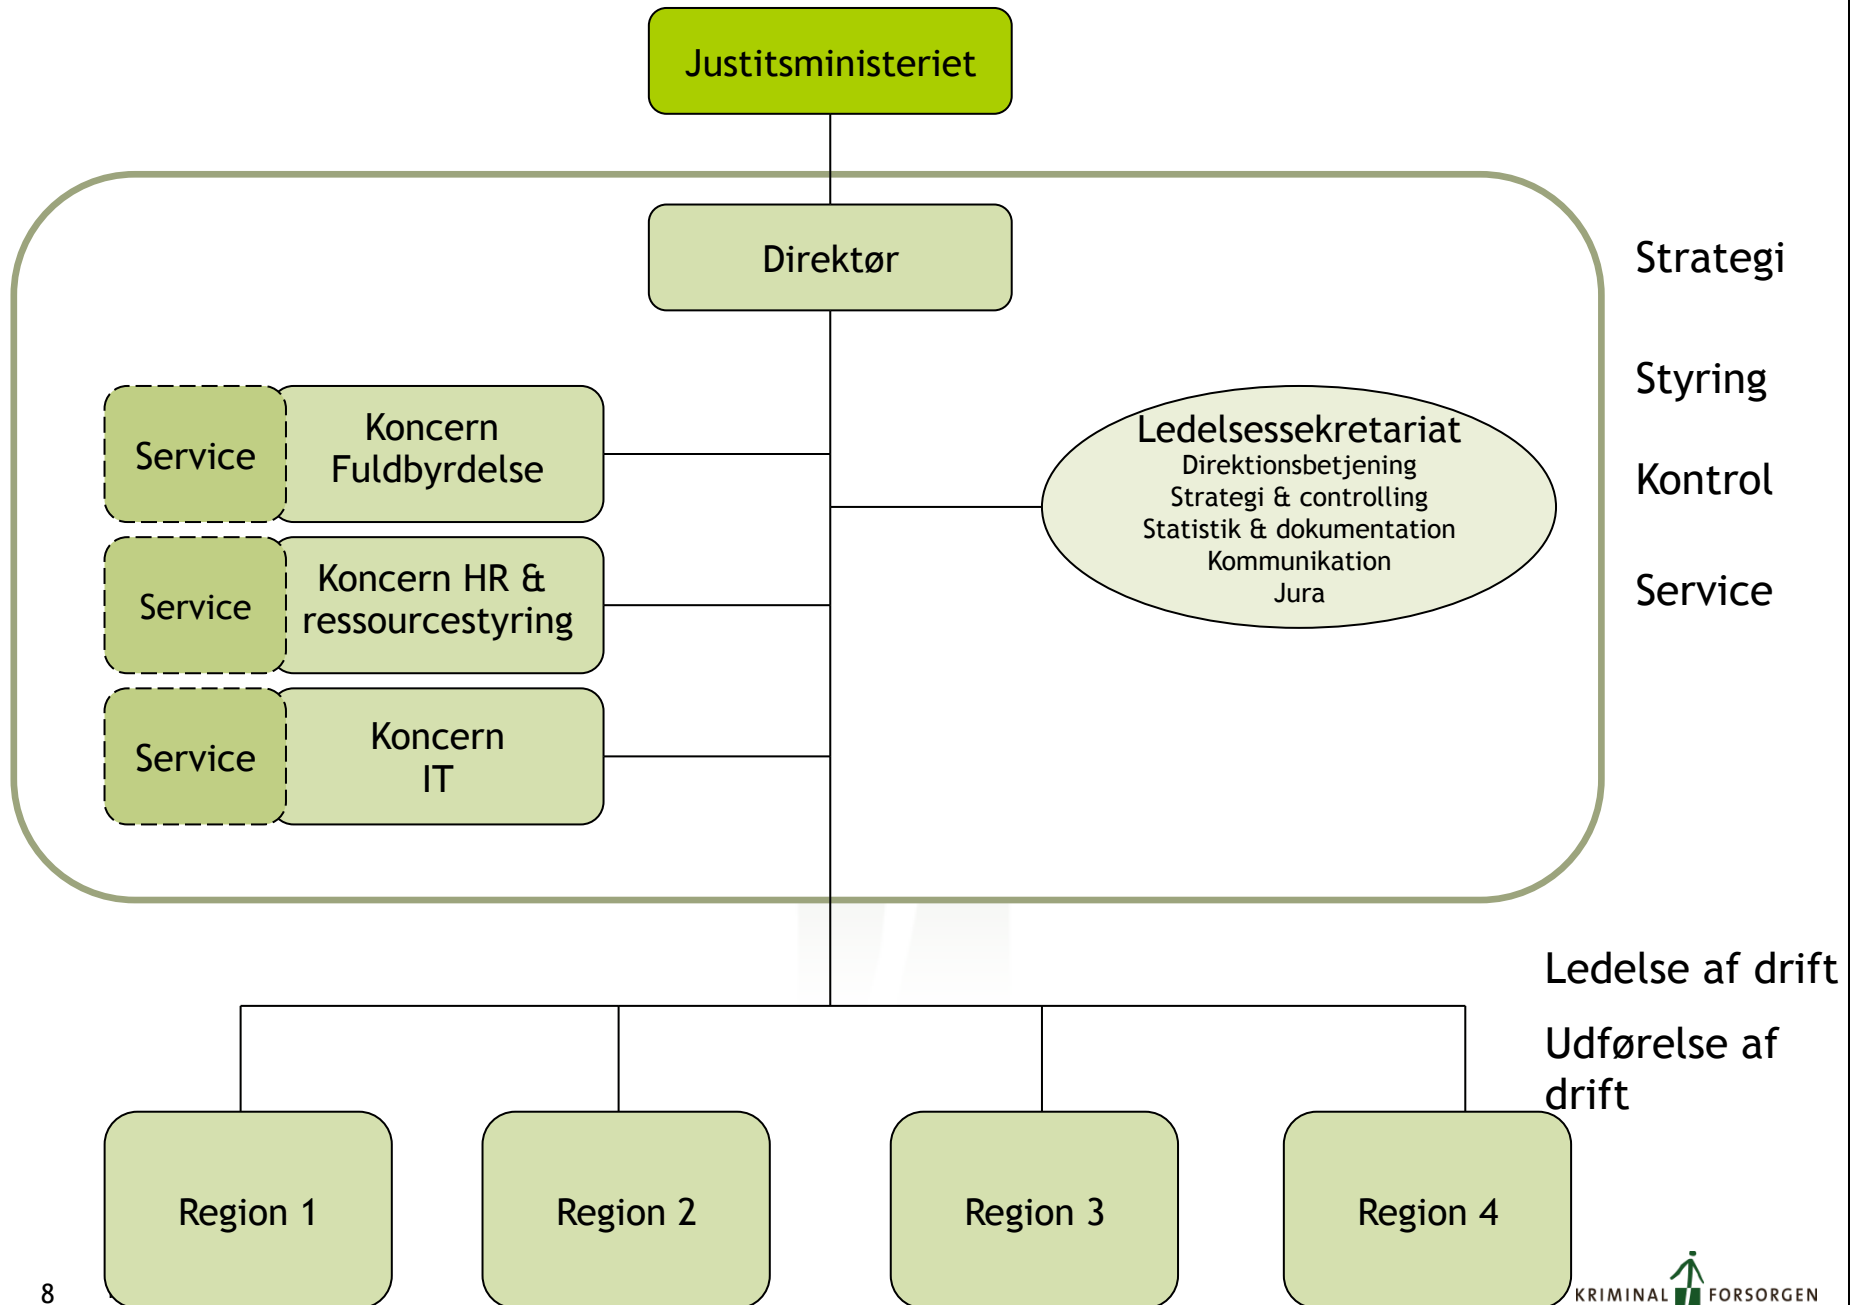 Justitsministeriet
Direktør
Strategi
Styring
Kontrol
Service
Service
Koncern
Fuldbyrdelse
Service
Koncern HR &
ressourcestyring
Service
Koncern
IT
Ledelsessekretariat
Direktionsbetjening
Strategi & controlling
Statistik & dokumentation
Kommunikation
Jura
Ledelse af drift
Udførelse af
drift
Region 1
Region 2
Region 3
Region 4
8
KRIMINAL FORSORGEN